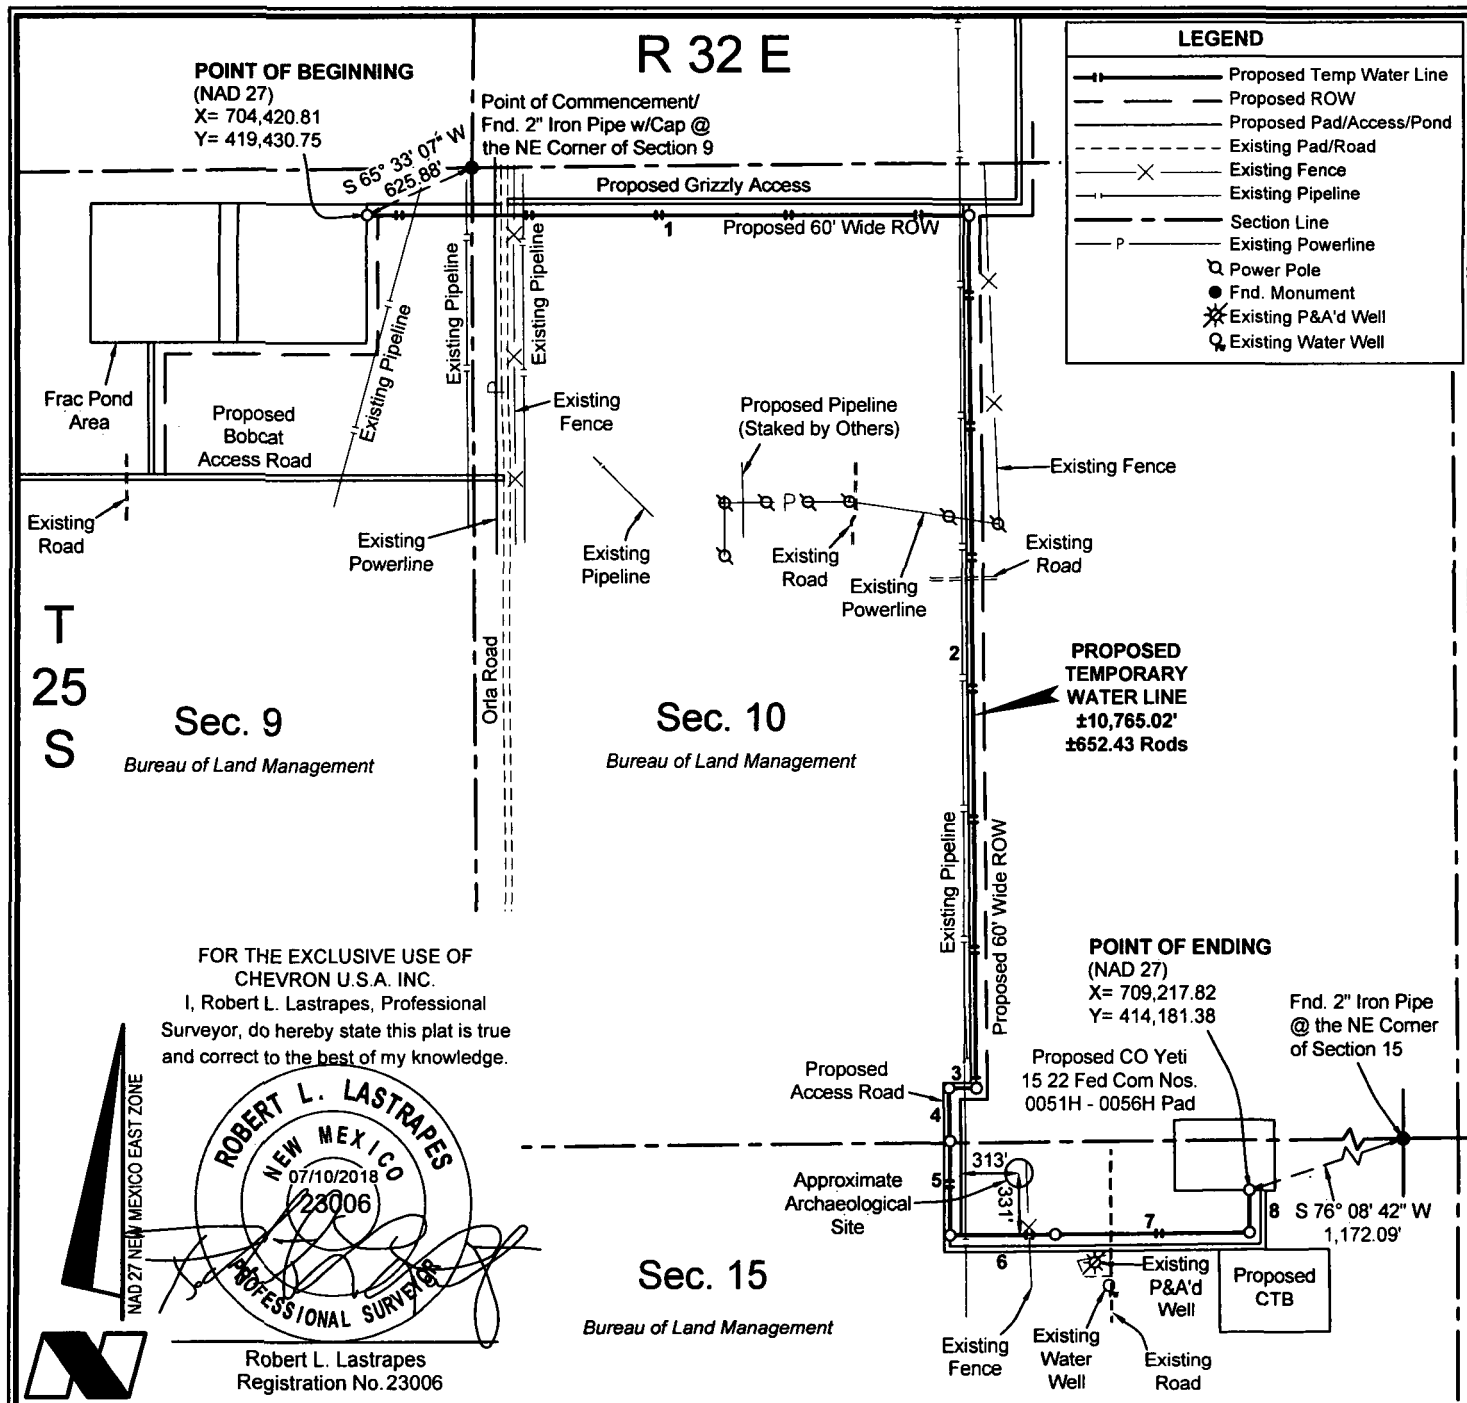 R 32 E
POINT OF BEGINNING
(NAD 27)
X= 704,420.81
Y= 419,430.75
S 65° 33' 07" W
625.88'
Point of Commencement/
Fnd. 2" Iron Pipe w/Cap @
the NE Corner of Section 9
LEGEND
Proposed Temp Water Line
Proposed ROW
Proposed Pad/Access/Pond
Existing Pad/Road
Existing Fence
Existing Pipeline
Section Line
P
Existing Powerline
Power Pole
Fnd. Monument
Existing P&A'd Well
Existing Water Well
Proposed Grizzly Access
1
Proposed 60' Wide ROW
Existing Pipeline
Existing Pipeline
Existing Pipeline
P
Frac Pond
Area
Proposed
Bobcat
Access Road
Existing
Road
Existing
Powerline
Existing
Fence
Existing
Pipeline
Proposed Pipeline
(Staked by Others)
P
Existing
Road
Existing
Powerline
Existing Fence
Existing
Road
T
25
S
Orla Road
Sec. 9
Bureau of Land Management
Sec. 10
Bureau of Land Management
2
PROPOSED
TEMPORARY
WATER LINE
±10,765.02'
±652.43 Rods
Existing Pipeline
Proposed 60' Wide ROW
FOR THE EXCLUSIVE USE OF
CHEVRON U.S.A. INC.
I, Robert L. Lastrapes, Professional
Surveyor, do hereby state this plat is true
and correct to the best of my knowledge.
ROBERT L. LASTRAPES
NEW MEXICO
07/10/2018
23006
PROFESSIONAL SURVEYOR
Robert L. Lastrapes
Registration No. 23006
NAD 27 NEW MEXICO EAST ZONE
N
POINT OF ENDING
(NAD 27)
X= 709,217.82
Y= 414,181.38
Fnd. 2" Iron Pipe
@ the NE Corner
of Section 15
Proposed
Access Road
3
4
Proposed CO Yeti
15 22 Fed Com Nos.
0051H - 0056H Pad
Approximate
Archaeological
Site
5
313'
331'
6
7
8
S 76° 08' 42" W
1,172.09'
Sec. 15
Bureau of Land Management
Existing
P&A'd
Well
Proposed
CTB
Existing
Fence
Existing
Water
Well
Existing
Road